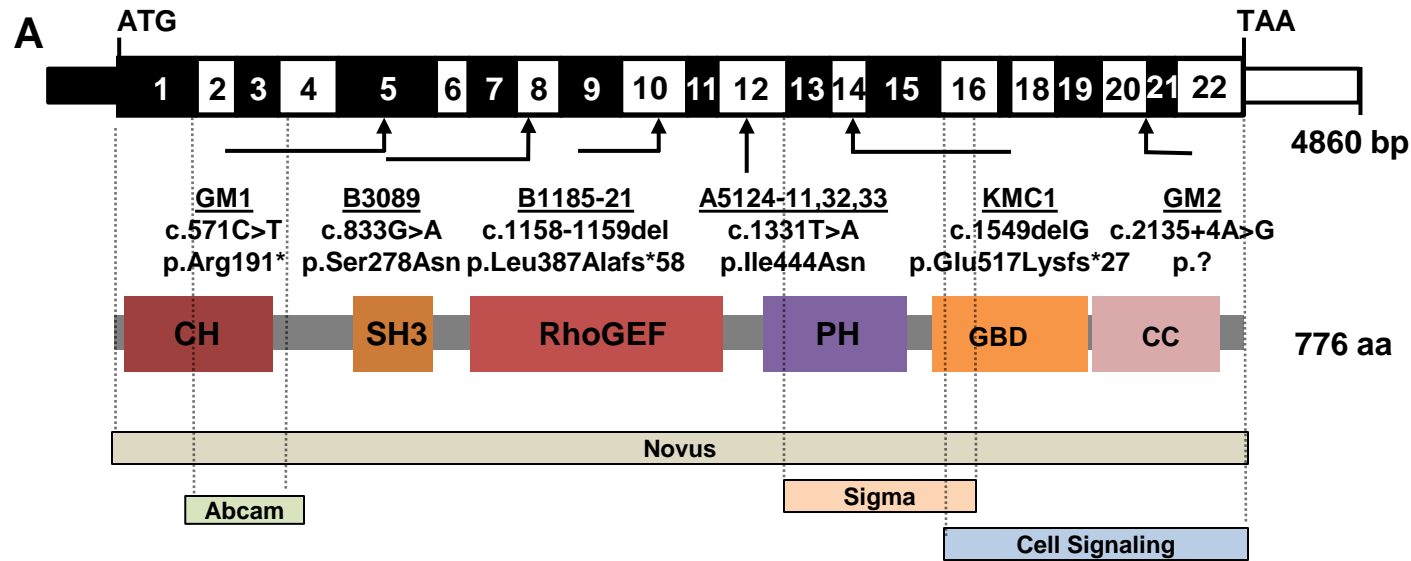 A
ATG TAA
1 2 3 4 5 6 7 8 9 10 11 12 13 14 15 16 18 19 20 21 22
4860 bp
GM1 B3089 B1185-21 A5124-11,32,33 KMC1 GM2
c.571C>T c.833G>A c.1158-1159del c.1331T>A c.1549delG c.2135+4A>G
p.Arg191* p.Ser278Asn p.Leu387Alafs*58 p.Ile444Asn p.Glu517Lysfs*27 p.?
CH SH3 RhoGEF PH GBD CC
776 aa
Novus
Sigma
Abcam
Cell Signaling